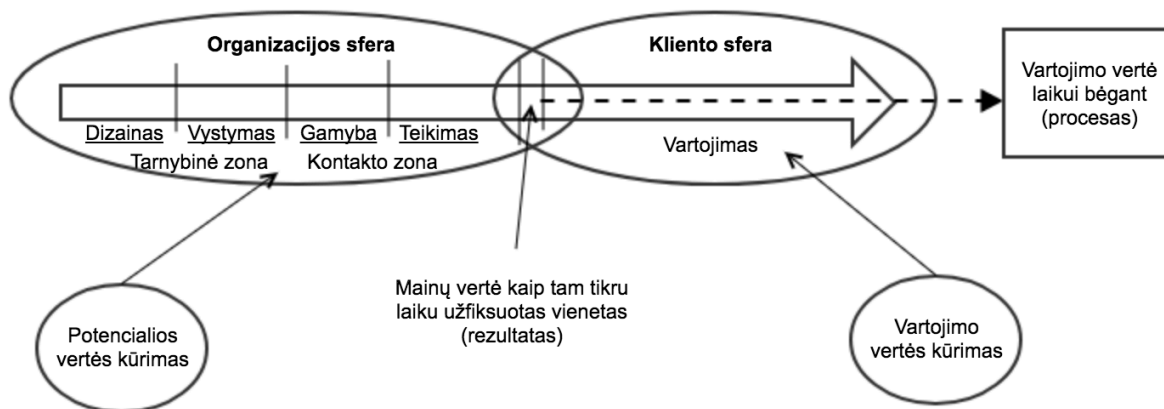 Organizacijos sfera
Kliento sfera
Dizainas
Vystymas
Gamyba
Teikimas
Tarnybinė zona
Kontakto zona
Vartojimas
Vartojimo vertė
laikui bėgant
(procesas)
Potencialios
vertės kūrimas
Mainų vertė kaip tam tikru
laiku užfiksuotas vienetas
(rezultatas)
Vartojimo
vertės kūrimas